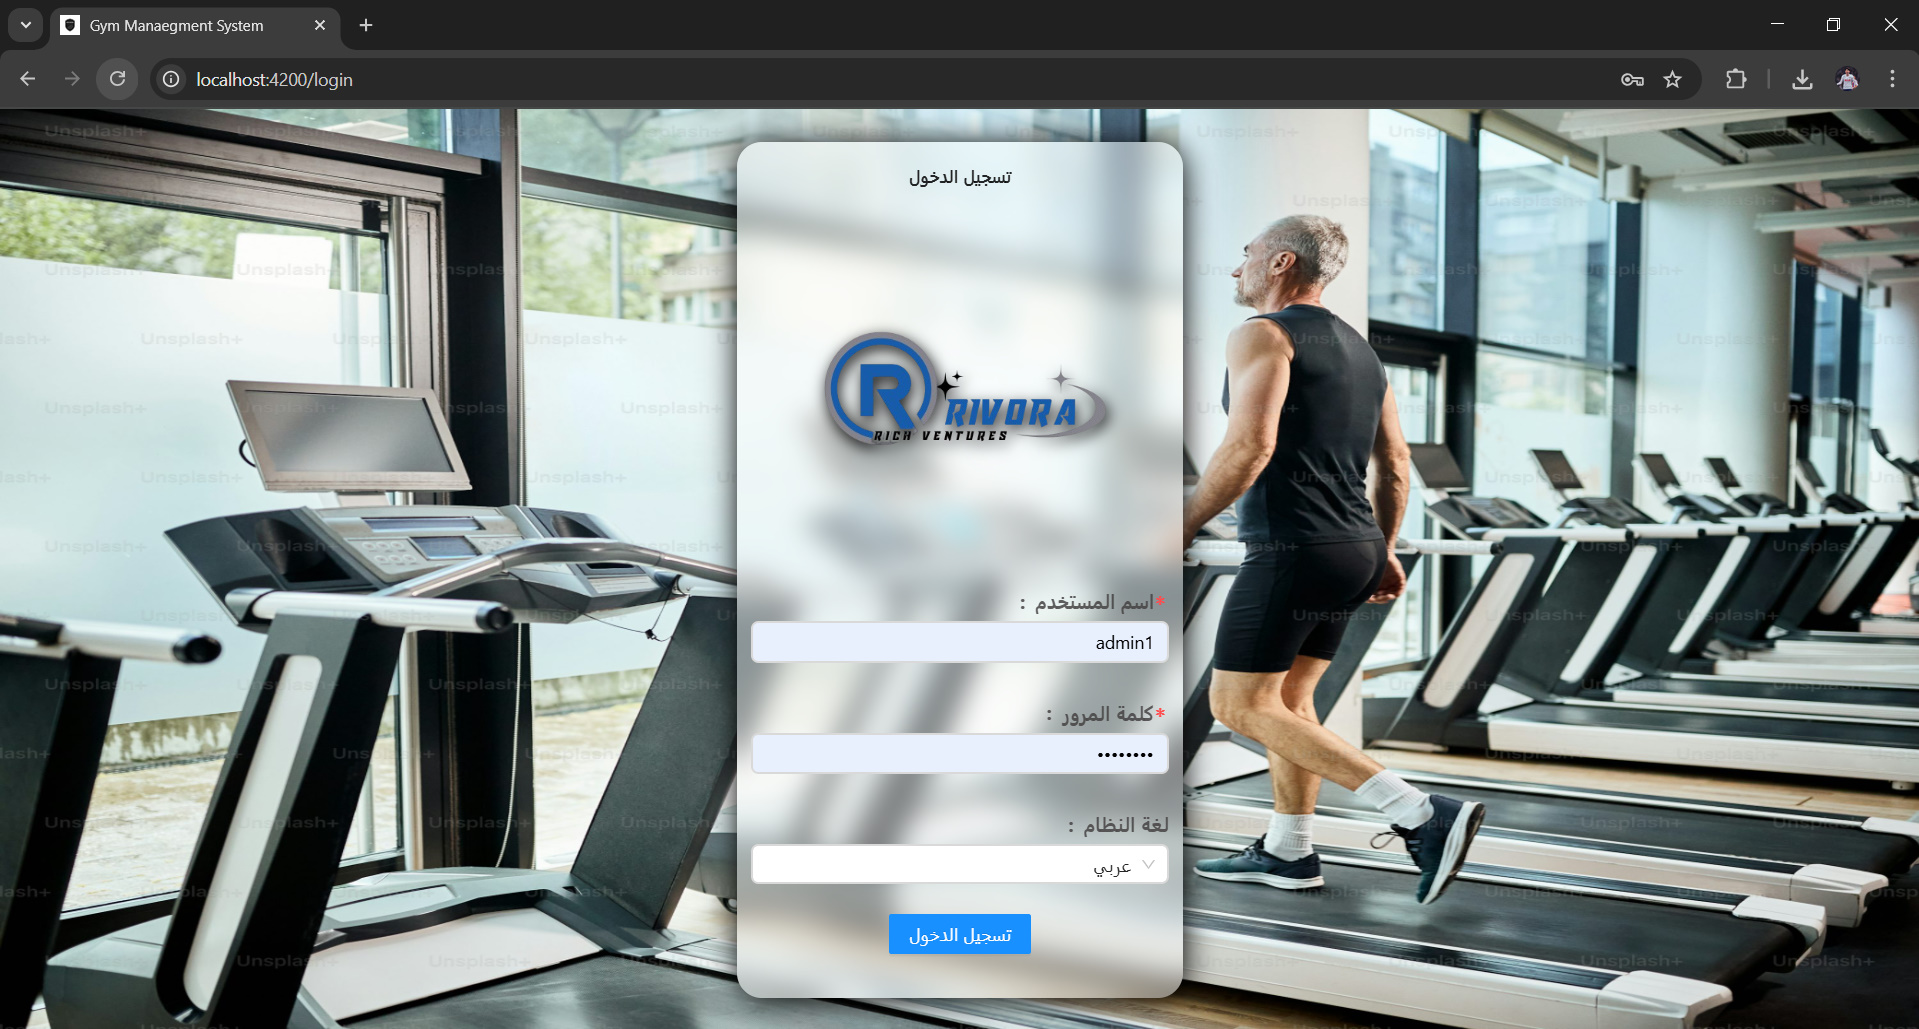 Gym Manaegment System
localhost:4200/login
تسجيل الدخول
R
RIVORA
RICH VENTURES
*اسم المستخدم :
admin1
*كلمة المرور :
••••••••
لغة النظام :
عربي
تسجيل الدخول
Unsplash+